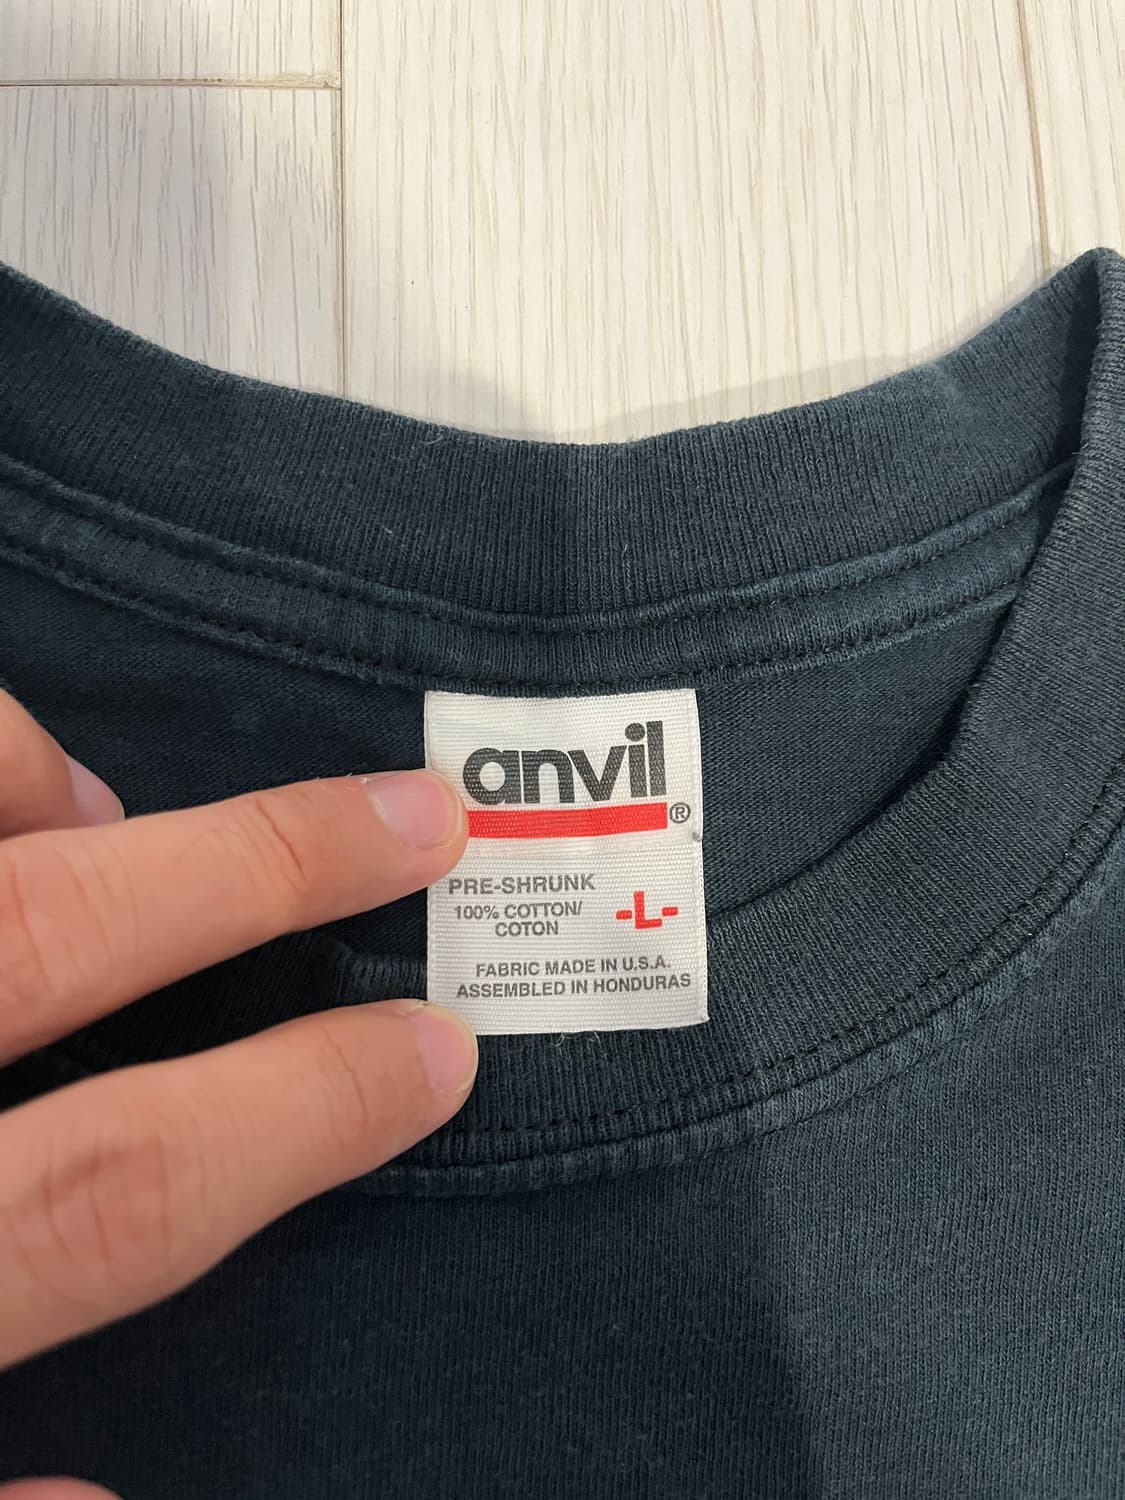 anvil
®
PRE-SHRUNK
100% COTTON/
COTON
-L-
FABRIC MADE IN U.S.A.
ASSEMBLED IN HONDURAS